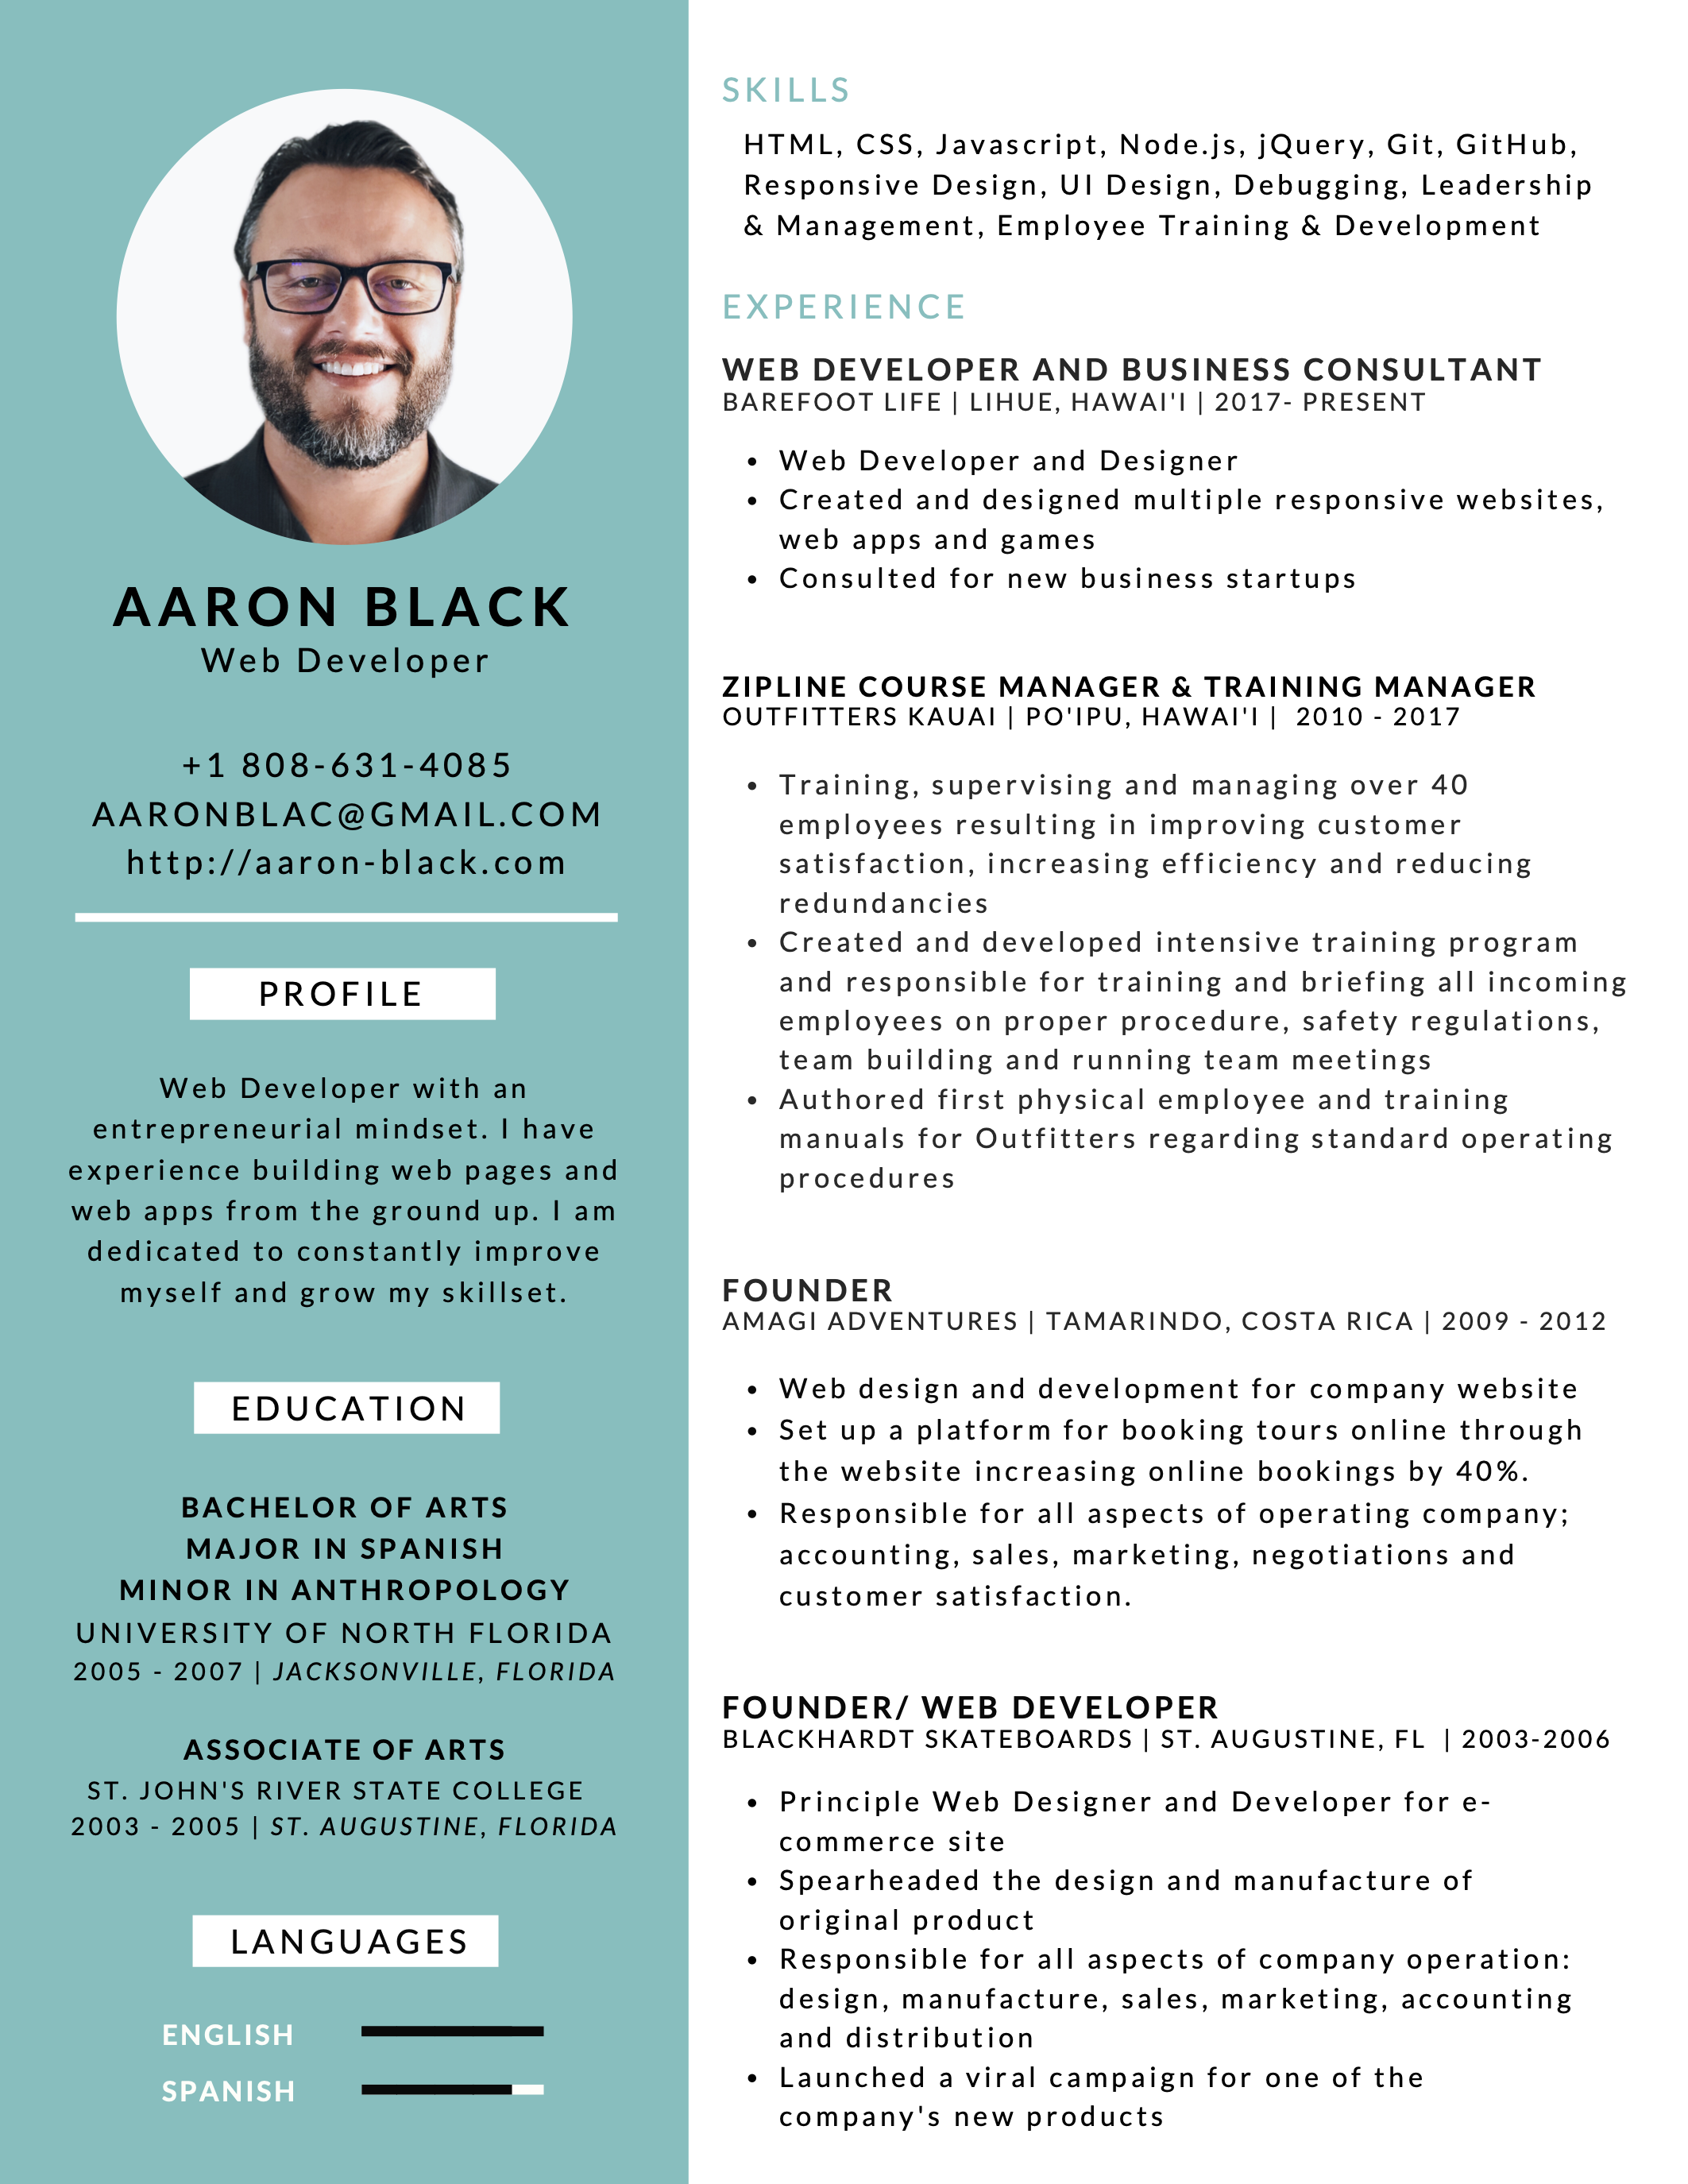 AARON BLACK
Web Developer
+1 808-631-4085
AARONBLAC@GMAIL.COM
http://aaron-black.com
PROFILE
Web Developer with an
entrepreneurial mindset. I have
experience building web pages and
web apps from the ground up. I am
dedicated to constantly improve
myself and grow my skillset.
EDUCATION
BACHELOR OF ARTS
MAJOR IN SPANISH
MINOR IN ANTHROPOLOGY
UNIVERSITY OF NORTH FLORIDA
2005 - 2007 | JACKSONVILLE, FLORIDA
ASSOCIATE OF ARTS
ST. JOHN'S RIVER STATE COLLEGE
2003 - 2005 | ST. AUGUSTINE, FLORIDA
LANGUAGES
ENGLISH
SPANISH
SKILLS
HTML, CSS, Javascript, Node.js, jQuery, Git, GitHub,
Responsive Design, UI Design, Debugging, Leadership
& Management, Employee Training & Development
EXPERIENCE
WEB DEVELOPER AND BUSINESS CONSULTANT
BAREFOOT LIFE | LIHUE, HAWAI'I | 2017- PRESENT
• Web Developer and Designer
• Created and designed multiple responsive websites,
web apps and games
• Consulted for new business startups
ZIPLINE COURSE MANAGER & TRAINING MANAGER
OUTFITTERS KAUAI | PO'IPU, HAWAI'I | 2010 - 2017
• Training, supervising and managing over 40
employees resulting in improving customer
satisfaction, increasing efficiency and reducing
redundancies
• Created and developed intensive training program
and responsible for training and briefing all incoming
employees on proper procedure, safety regulations,
team building and running team meetings
• Authored first physical employee and training
manuals for Outfitters regarding standard operating
procedures
FOUNDER
AMAGI ADVENTURES | TAMARINDO, COSTA RICA | 2009 - 2012
• Web design and development for company website
• Set up a platform for booking tours online through
the website increasing online bookings by 40%.
• Responsible for all aspects of operating company;
accounting, sales, marketing, negotiations and
customer satisfaction.
FOUNDER/ WEB DEVELOPER
BLACKHARDT SKATEBOARDS | ST. AUGUSTINE, FL | 2003-2006
• Principle Web Designer and Developer for e-
commerce site
• Spearheaded the design and manufacture of
original product
• Responsible for all aspects of company operation:
design, manufacture, sales, marketing, accounting
and distribution
• Launched a viral campaign for one of the
company's new products